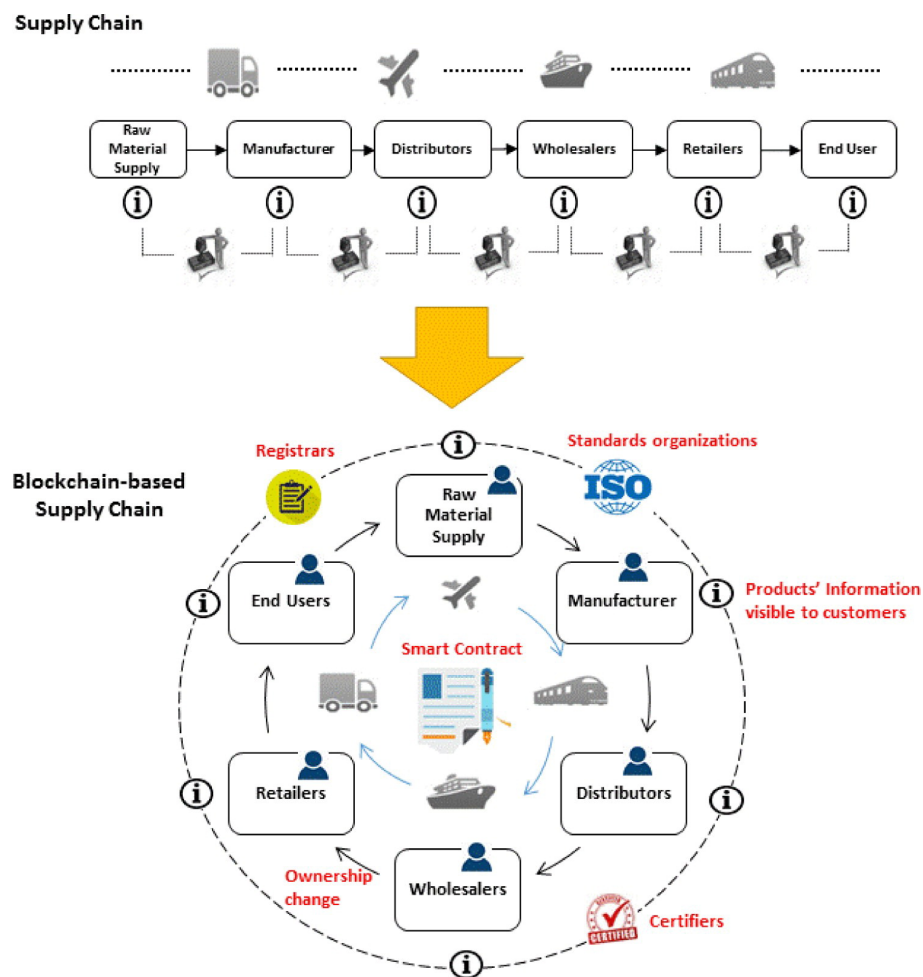 Supply Chain
Raw
Material
Supply
Manufacturer
Distributors
Wholesalers
Retailers
End User
i
i
i
i
i
i
Blockchain-based
Supply Chain
Registrars
i
Standards organizations
ISO
Raw
Material
Supply
End Users
Manufacturer
i
i
Products' Information
visible to customers
Smart Contract
Retailers
Distributors
i
i
Ownership
change
Wholesalers
CERTIFIED
Certifiers
i